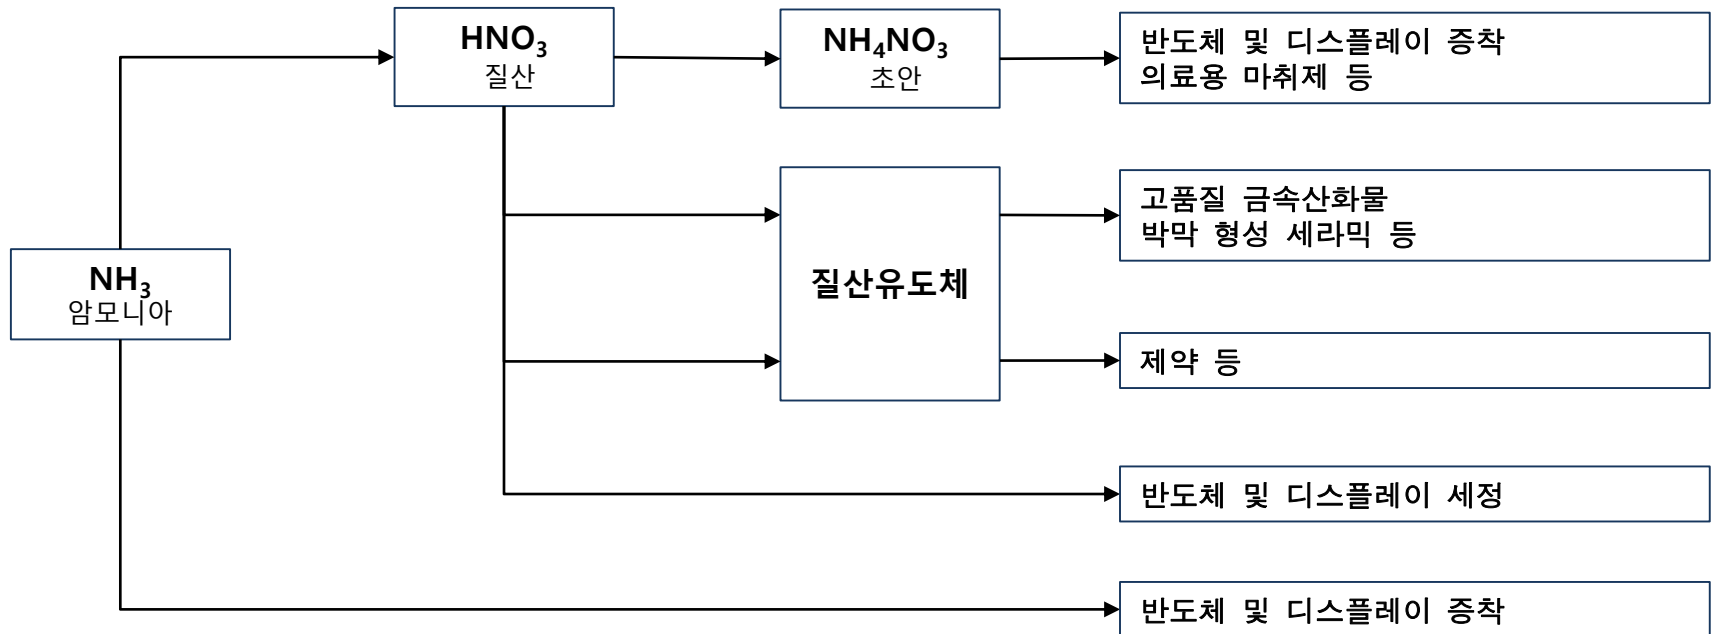 HNO₃
질산
NH₄NO₃
초안
반도체 및 디스플레이 증착
의료용 마취제 등
NH₃
암모니아
질산유도체
고품질 금속산화물
박막 형성 세라믹 등
제약 등
반도체 및 디스플레이 세정
반도체 및 디스플레이 증착